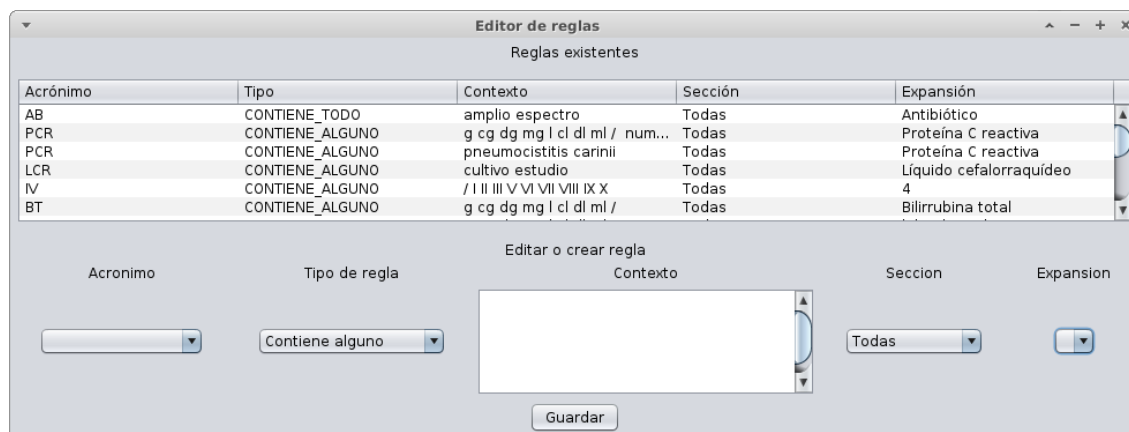 Editor de reglas
Reglas existentes
Acrónimo Tipo Contexto Sección Expansión
AB CONTIENE_TODO amplio espectro Todas Antibiótico
PCR CONTIENE_ALGUNO g cg dg mg l cl dl ml / num... Todas Proteína C reactiva
PCR CONTIENE_ALGUNO pneumocistitis carinii Todas Proteína C reactiva
LCR CONTIENE_ALGUNO cultivo estudio Todas Líquido cefalorraquídeo
IV CONTIENE_ALGUNO / I II III V VI VII VIII IX X Todas 4
BT CONTIENE_ALGUNO g cg dg mg l cl dl ml / Todas Bilirrubina total
Editar o crear regla
Acronimo Tipo de regla Contexto Seccion Expansion
Contiene alguno Todas
Guardar